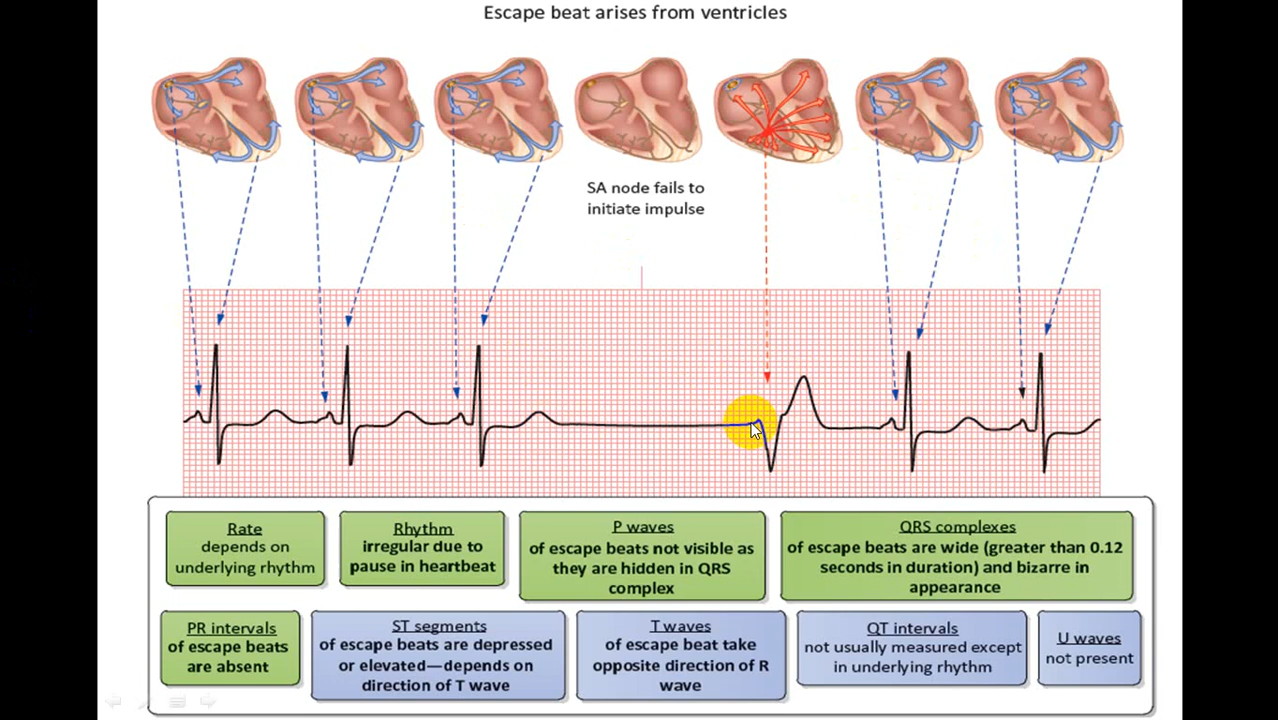 Escape beat arises from ventricles
SA node fails to
initiate impulse
Rate
depends on
underlying rhythm
Rhythm
irregular due to
pause in heartbeat
P waves
of escape beats not visible as
they are hidden in QRS
complex
QRS complexes
of escape beats are wide (greater than 0.12
seconds in duration) and bizarre in
appearance
PR intervals
of escape beats
are absent
ST segments
of escape beats are depressed
or elevated—depends on
direction of T wave
T waves
of escape beat take
opposite direction of R
wave
QT intervals
not usually measured except
in underlying rhythm
U waves
not present